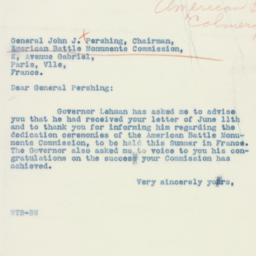 American
General John J. Pershing, Chairman,
American Battle Monuments Commission,
Avenue Gabriel,
Paris, VIIe,
France.
Dear General Pershing:
Governor Lehman has asked me to advise
you that he had received your letter of June 11th
and to thank you for informing him regarding the
dedication ceremonies of the American Battle Monu-
ments Commission, to be held this Summer in France.
The Governor also asked me to voice to you his con-
gratulations on the success your Commission has
achieved.
Very sincerely yours,